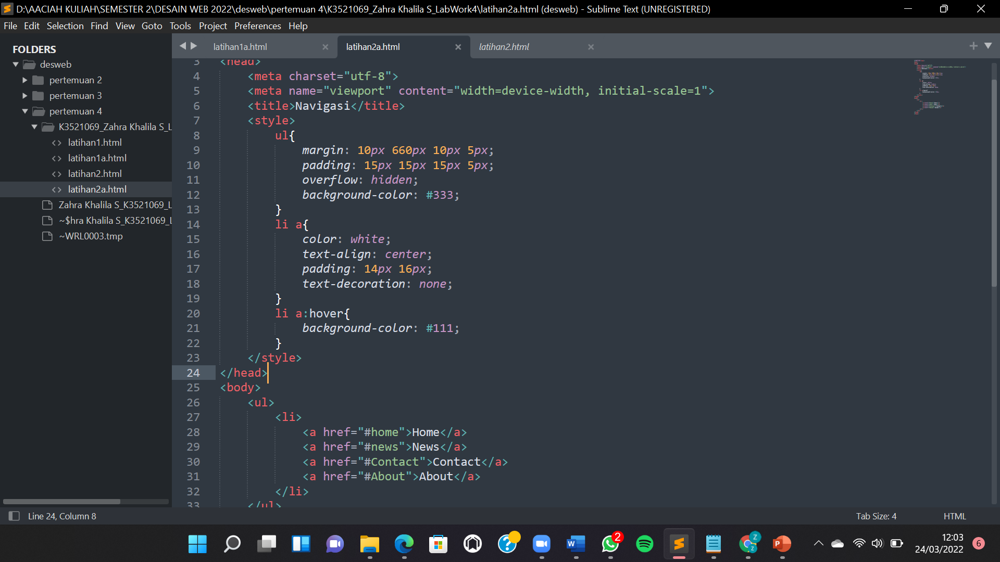 D:\AACIAH KULIAH\SEMESTER 2\DESAIN WEB 2022\desweb\pertemuan 4\K3521069_Zahra Khalila S_LabWork4\latihan2a.html (desweb) - Sublime Text (UNREGISTERED)
File Edit Selection Find View Goto Tools Project Preferences Help
FOLDERS
desweb
pertemuan 2
pertemuan 3
pertemuan 4
K3521069_Zahra Khalila S_L
latihan1.html
latihan1a.html
latihan2.html
latihan2a.html
Zahra Khalila S_K3521069_L
~$hra Khalila S_K3521069_L
~WRL0003.tmp
latihan1a.html latihan2a.html latihan2.html
3 <head>
4 <meta charset="utf-8">
5 <meta name="viewport" content="width=device-width, initial-scale=1">
6 <title>Navigasi</title>
7 <style>
8 ul{
9 margin: 10px 660px 10px 5px;
10 padding: 15px 15px 15px 5px;
11 overflow: hidden;
12 background-color: #333;
13 }
14 li a{
15 color: white;
16 text-align: center;
17 padding: 14px 16px;
18 text-decoration: none;
19 }
20 li a:hover{
21 background-color: #111;
22 }
23 </style>
24 </head>
25 <body>
26 <ul>
27 <li>
28 <a href="#home">Home</a>
29 <a href="#news">News</a>
30 <a href="#Contact">Contact</a>
31 <a href="#About">About</a>
32 </li>
33 </ul>
Line 24, Column 8
Tab Size: 4
HTML
2
12:03
24/03/2022
6